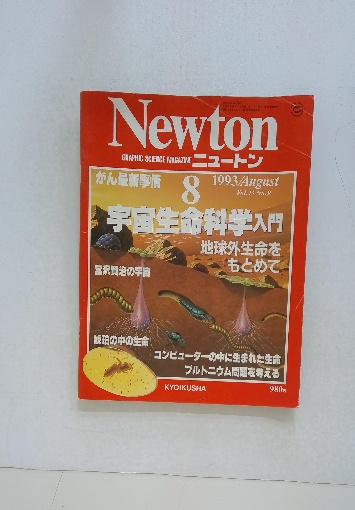 Newton
GRAPHIC SCIENCE MAGAZINE ニュートン
がん最新事情
8
1993/August
宇宙生命科学入門
地球外生命を
もとめて
宮沢賢治の宇宙
琥珀の中の生命
コンピューターの中に生まれた生命
プルトニウム問題を考える
KYOIKUSHA
980円